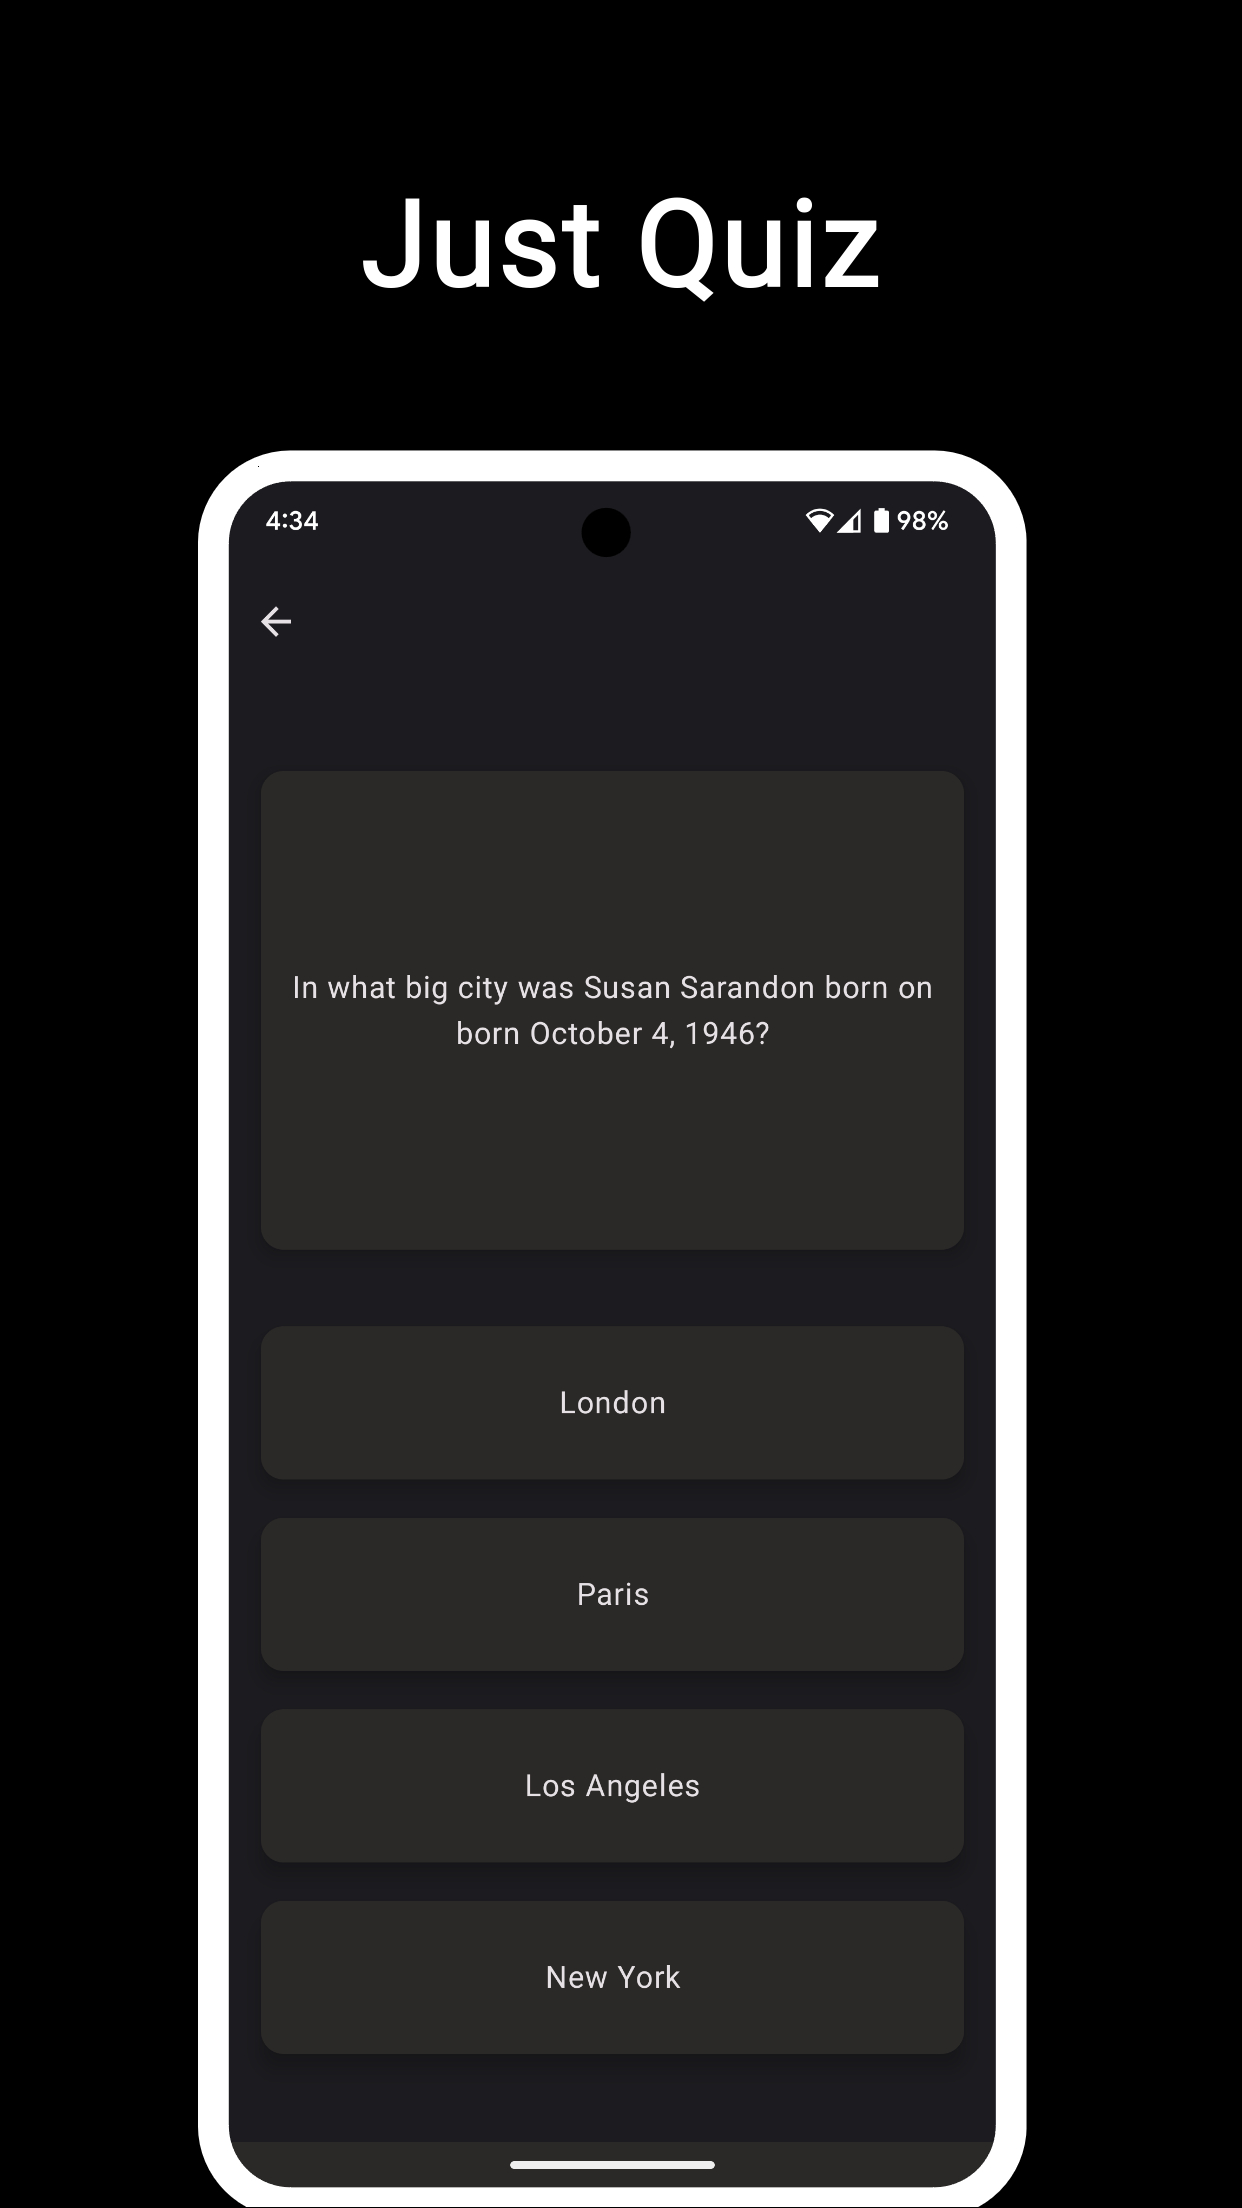 Just Quiz
4:34
98%
In what big city was Susan Sarandon born on
born October 4, 1946?
London
Paris
Los Angeles
New York